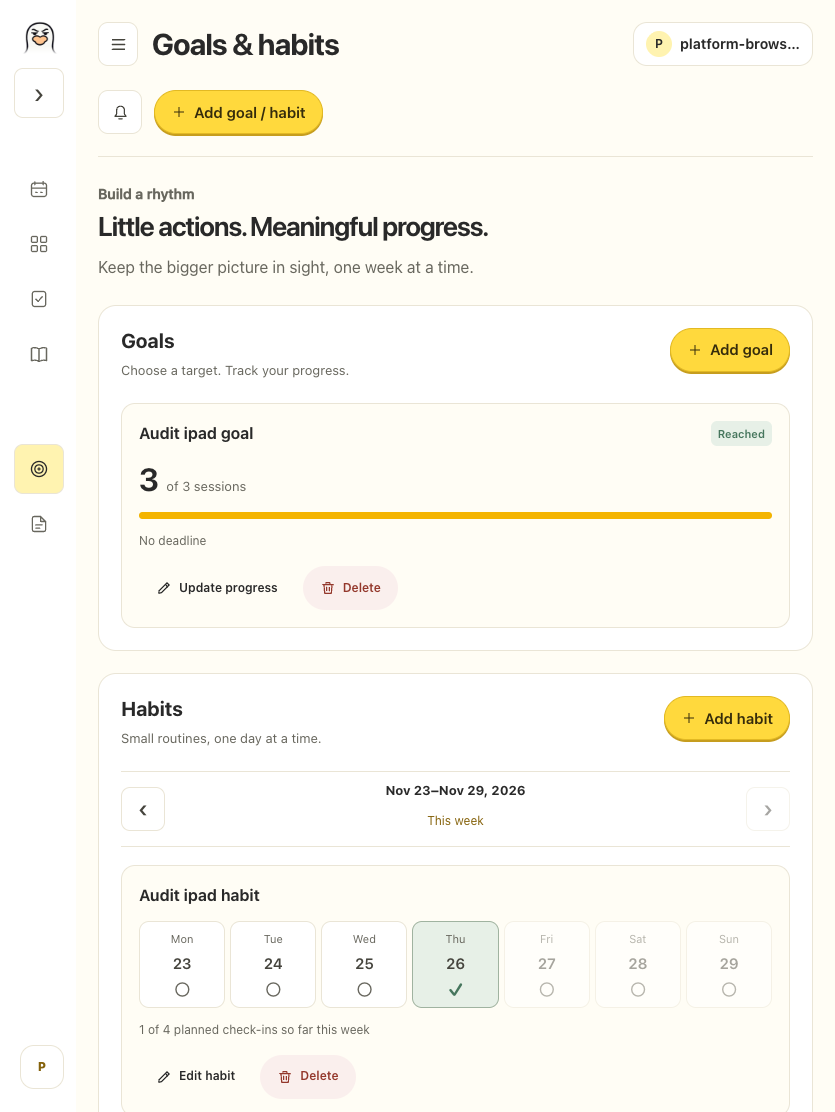 Goals & habits
P platform-brows...
+ Add goal / habit
Build a rhythm
Little actions. Meaningful progress.
Keep the bigger picture in sight, one week at a time.
Goals
+ Add goal
Choose a target. Track your progress.
Audit ipad goal
Reached
3 of 3 sessions
No deadline
Update progress
Delete
Habits
+ Add habit
Small routines, one day at a time.
Nov 23–Nov 29, 2026
This week
Audit ipad habit
Mon Tue Wed Thu Fri Sat Sun
23 24 25 26 27 28 29
1 of 4 planned check-ins so far this week
Edit habit
Delete
P